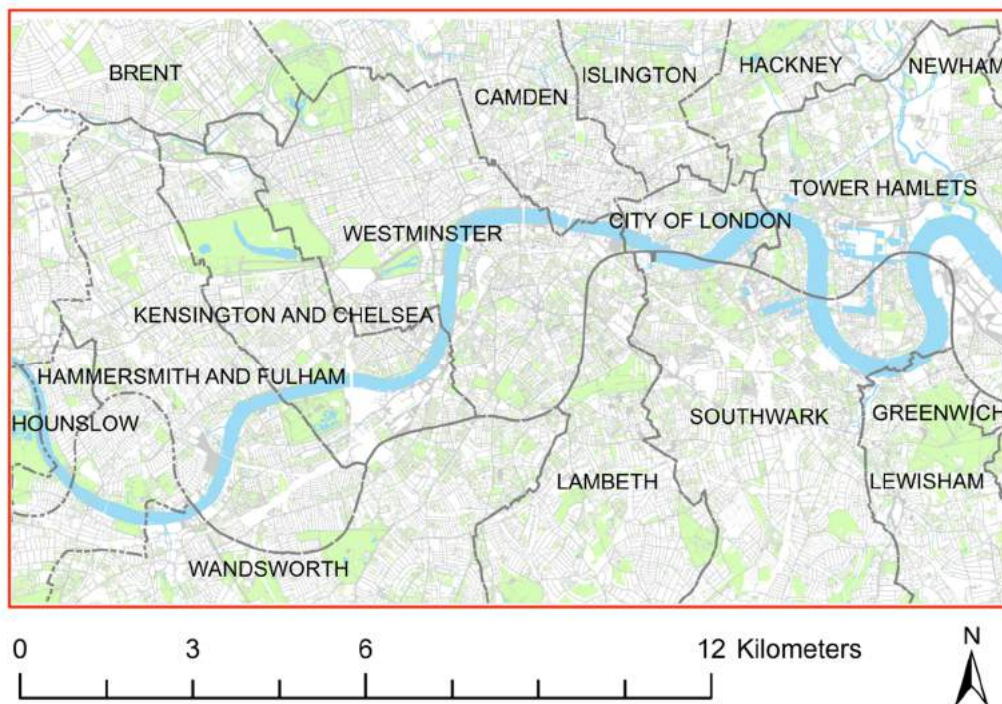 BRENT
CAMDEN
ISLINGTON
HACKNEY
NEWHAM
TOWER HAMLETS
WESTMINSTER
CITY OF LONDON
KENSINGTON AND CHELSEA
HAMMERSMITH AND FULHAM
HOUNSLOW
SOUTHWARK
GREENWICH
LAMBETH
LEWISHAM
WANDSWORTH
0 3 6 12 Kilometers
N